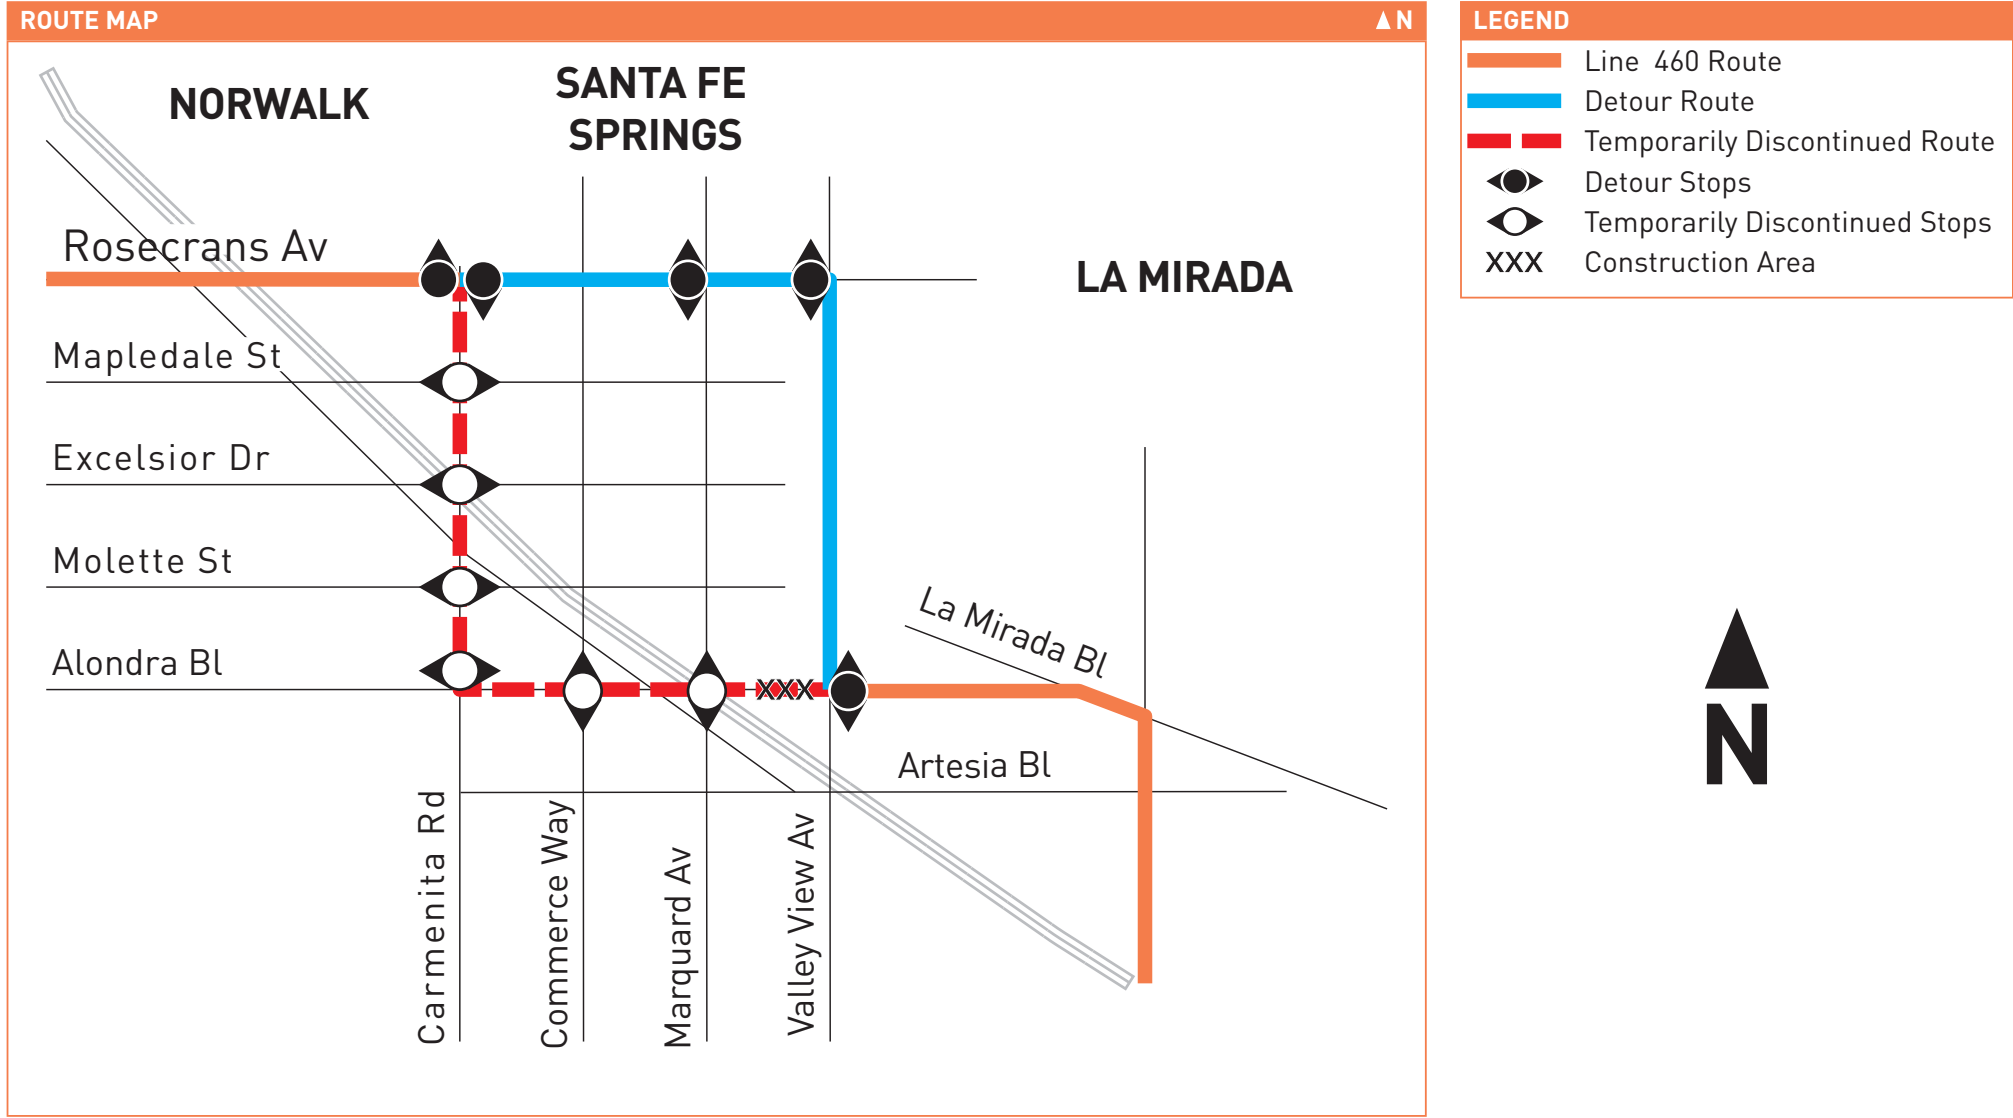 ROUTE MAP
N
LEGEND
Line 460 Route
Detour Route
Temporarily Discontinued Route
Detour Stops
Temporarily Discontinued Stops
XXX
Construction Area
NORWALK
SANTA FE
SPRINGS
LA MIRADA
Rosecrans Av
Mapledale St
Excelsior Dr
Molette St
Alondra Bl
XXX
La Mirada Bl
Artesia Bl
Carmenita Rd
Commerce Way
Marquard Av
Valley View Av
N